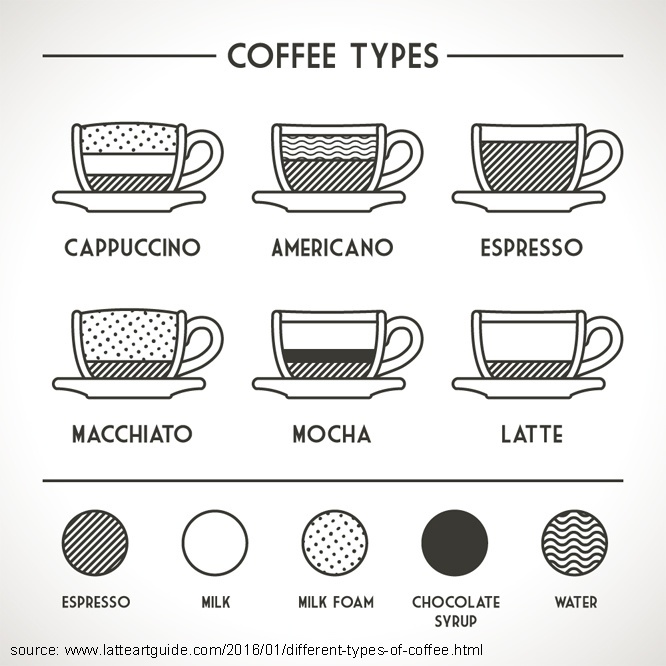 COFFEE TYPES
CAPPUCCINO AMERICANO ESPRESSO
MACCHIATO MOCHA LATTE
ESPRESSO MILK MILK FOAM CHOCOLATE SYRUP WATER
source: www.latteartguide.com/2016/01/different-types-of-coffee.html